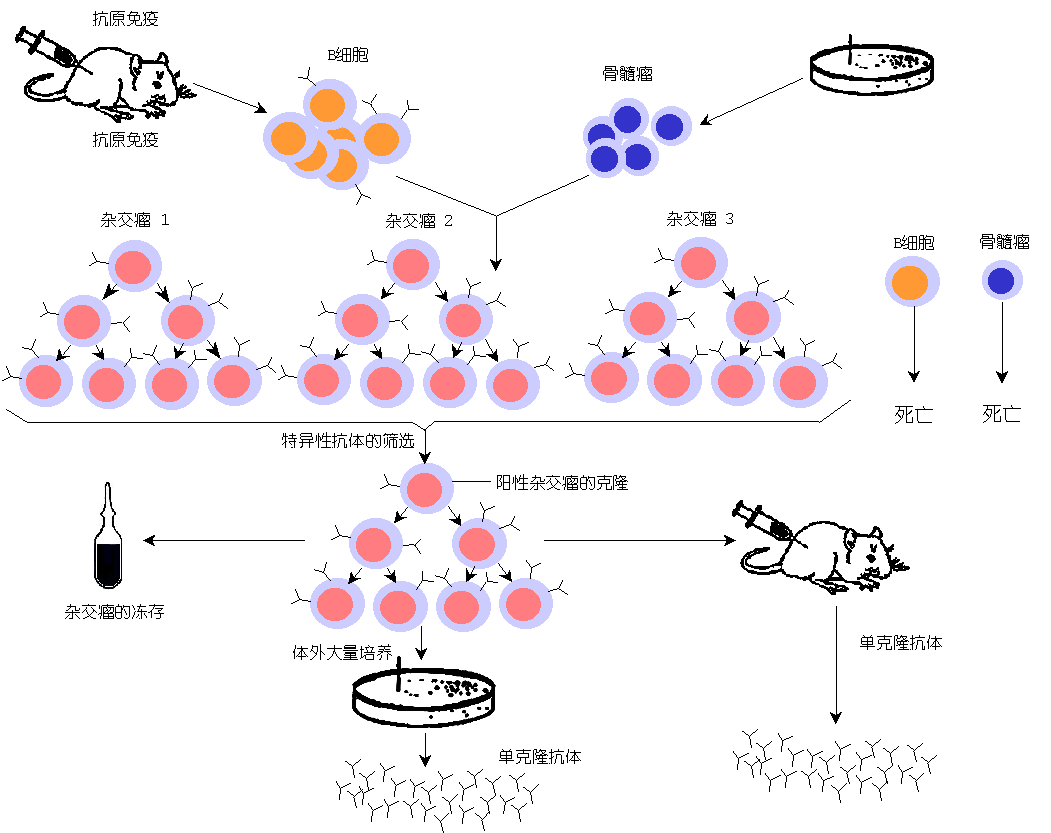 抗原免疫
B细胞
骨髓瘤
抗原免疫
杂交瘤 1
杂交瘤 2
杂交瘤 3
B细胞
骨髓瘤
死亡
死亡
特异性抗体的筛选
阳性杂交瘤的克隆
杂交瘤的冻存
体外大量培养
单克隆抗体
单克隆抗体